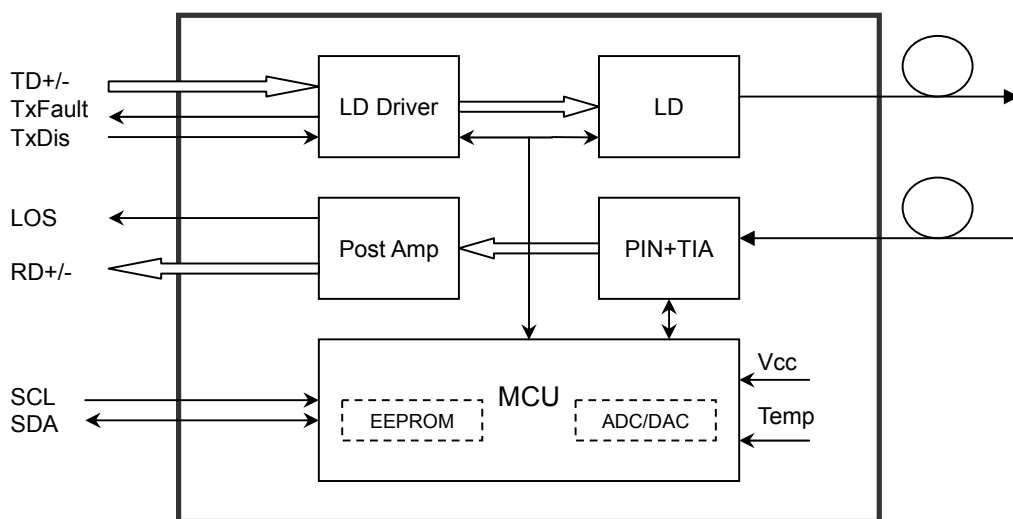 TD+/-
TxFault
TxDis
LD Driver
LD
LOS
RD+/-
Post Amp
PIN+TIA
SCL
SDA
MCU
EEPROM
ADC/DAC
Vcc
Temp